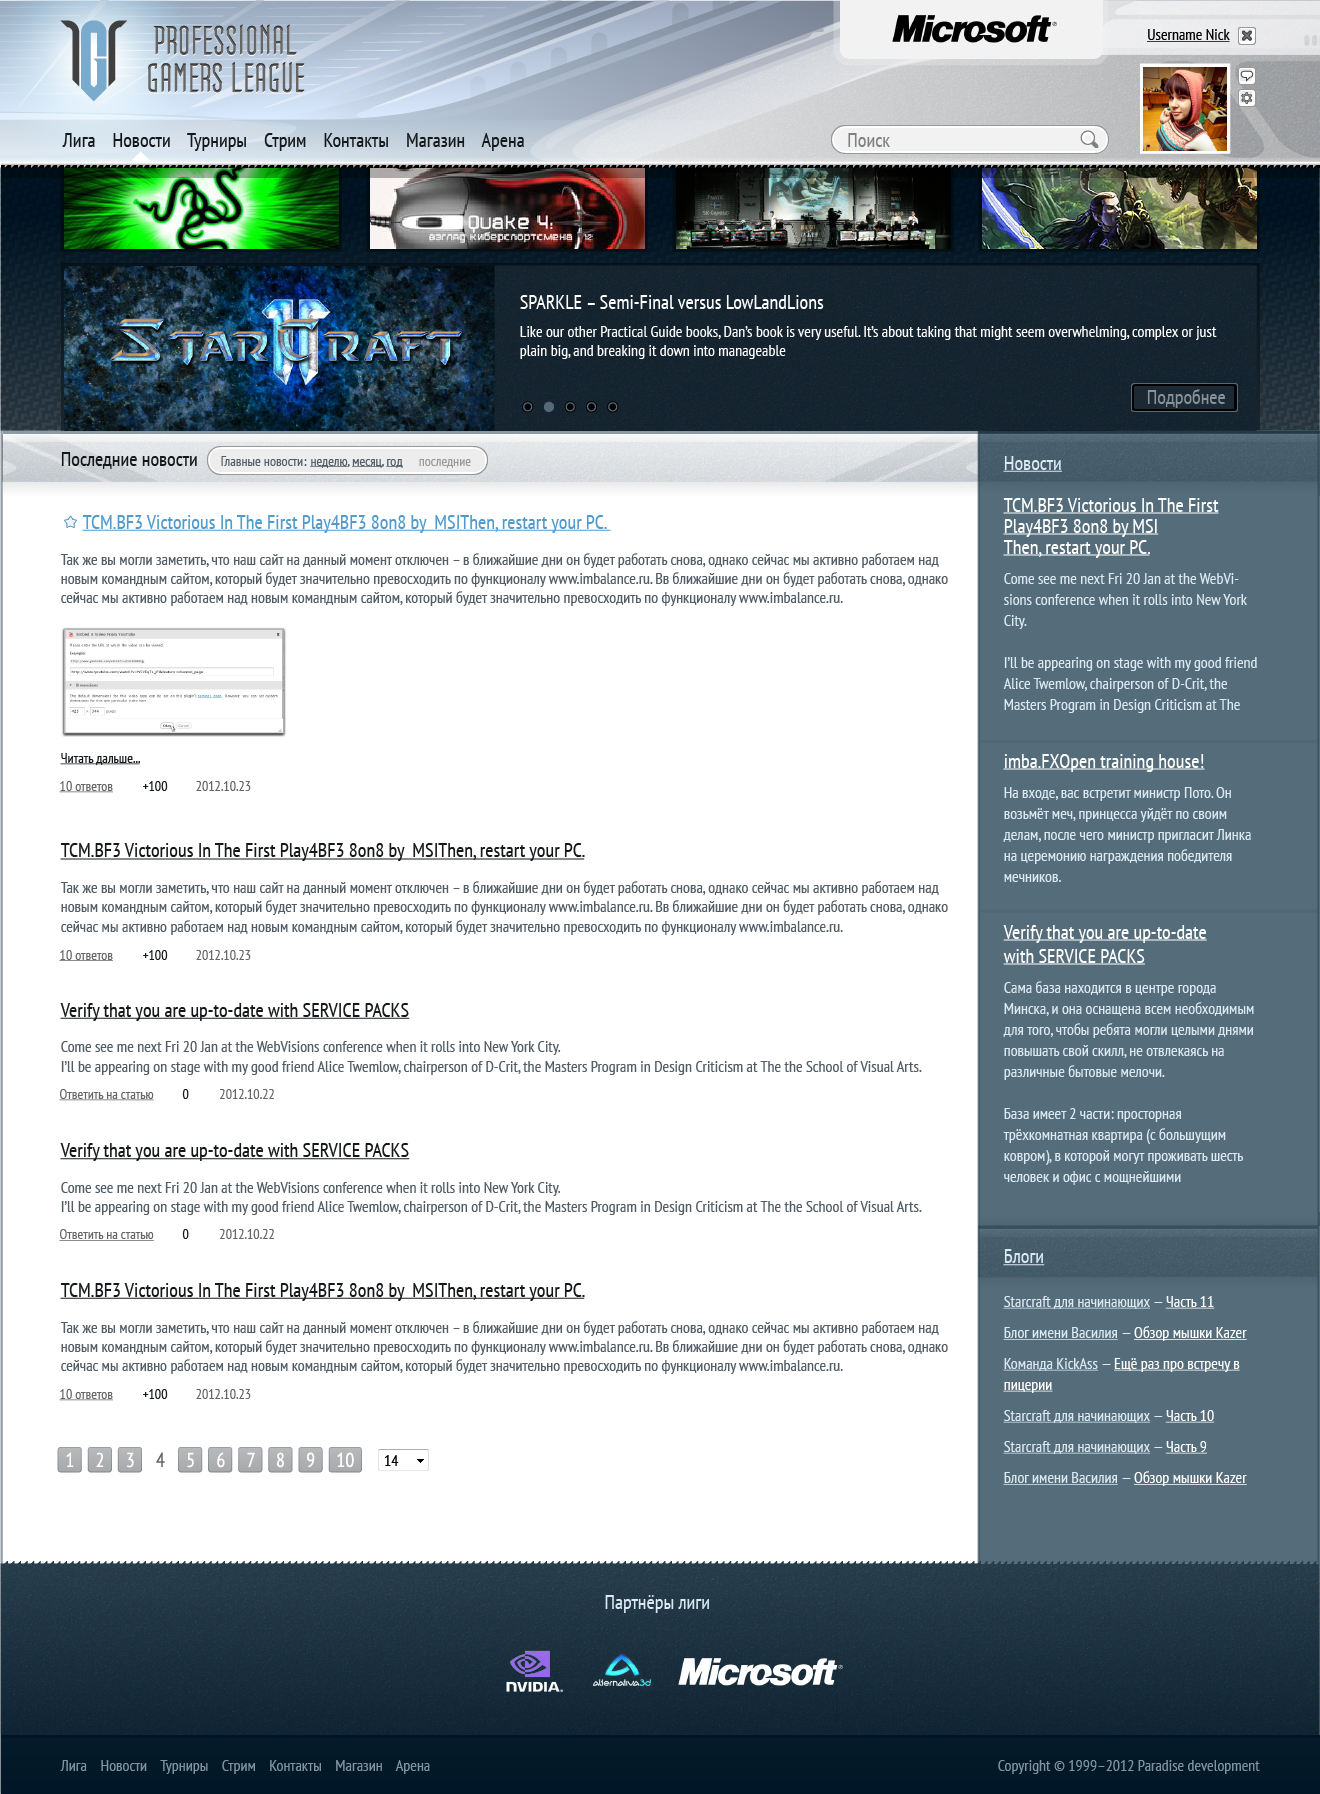 PROFESSIONAL
GAMERS LEAGUE
Microsoft®
Username Nick
Лига Новости Турниры Стрим Контакты Магазин Арена
Поиск
Quake 4:
взгляд киберспортсмена
STARCRAFT II
SPARKLE – Semi-Final versus LowLandLions
Like our other Practical Guide books, Dan's book is very useful. It's about taking that might seem overwhelming, complex or just
plain big, and breaking it down into manageable
Подробнее
Последние новости
Главные новости: неделю, месяц, год последние
TCM.BF3 Victorious In The First Play4BF3 8on8 by  MSIThen, restart your PC.
Так же вы могли заметить, что наш сайт на данный момент отключен – в ближайшие дни он будет работать снова, однако сейчас мы активно работаем над
новым командным сайтом, который будет значительно превосходить по функционалу www.imbalance.ru. Вв ближайшие дни он будет работать снова, однако
сейчас мы активно работаем над новым командным сайтом, который будет значительно превосходить по функционалу www.imbalance.ru.
Читать дальше...
10 ответов +100 2012.10.23
TCM.BF3 Victorious In The First Play4BF3 8on8 by  MSIThen, restart your PC.
Так же вы могли заметить, что наш сайт на данный момент отключен – в ближайшие дни он будет работать снова, однако сейчас мы активно работаем над
новым командным сайтом, который будет значительно превосходить по функционалу www.imbalance.ru. Вв ближайшие дни он будет работать снова, однако
сейчас мы активно работаем над новым командным сайтом, который будет значительно превосходить по функционалу www.imbalance.ru.
10 ответов +100 2012.10.23
Verify that you are up-to-date with SERVICE PACKS
Come see me next Fri 20 Jan at the WebVisions conference when it rolls into New York City.
I'll be appearing on stage with my good friend Alice Twemlow, chairperson of D-Crit, the Masters Program in Design Criticism at The the School of Visual Arts.
Ответить на статью 0 2012.10.22
Verify that you are up-to-date with SERVICE PACKS
Come see me next Fri 20 Jan at the WebVisions conference when it rolls into New York City.
I'll be appearing on stage with my good friend Alice Twemlow, chairperson of D-Crit, the Masters Program in Design Criticism at The the School of Visual Arts.
Ответить на статью 0 2012.10.22
TCM.BF3 Victorious In The First Play4BF3 8on8 by  MSIThen, restart your PC.
Так же вы могли заметить, что наш сайт на данный момент отключен – в ближайшие дни он будет работать снова, однако сейчас мы активно работаем над
новым командным сайтом, который будет значительно превосходить по функционалу www.imbalance.ru. Вв ближайшие дни он будет работать снова, однако
сейчас мы активно работаем над новым командным сайтом, который будет значительно превосходить по функционалу www.imbalance.ru.
10 ответов +100 2012.10.23
1 2 3 4 5 6 7 8 9 10 14
Новости
TCM.BF3 Victorious In The First
Play4BF3 8on8 by MSI
Then, restart your PC.
Come see me next Fri 20 Jan at the WebVi-
sions conference when it rolls into New York
City.
I'll be appearing on stage with my good friend
Alice Twemlow, chairperson of D-Crit, the
Masters Program in Design Criticism at The
imba.FXOpen training house!
На входе, вас встретит министр Пото. Он
возьмёт меч, принцесса уйдёт по своим
делам, после чего министр пригласит Линка
на церемонию награждения победителя
мечников.
Verify that you are up-to-date
with SERVICE PACKS
Сама база находится в центре города
Минска, и она оснащена всем необходимым
для того, чтобы ребята могли целыми днями
повышать свой скилл, не отвлекаясь на
различные бытовые мелочи.
База имеет 2 части: просторная
трёхкомнатная квартира (с большущим
ковром), в которой могут проживать шесть
человек и офис с мощнейшими
Блоги
Starcraft для начинающих – Часть 11
Блог имени Василия – Обзор мышки Kazer
Команда KickAss – Ещё раз про встречу в
пицерии
Starcraft для начинающих – Часть 10
Starcraft для начинающих – Часть 9
Блог имени Василия – Обзор мышки Kazer
Партнёры лиги
NVIDIA.
alternativa3d
Microsoft®
Лига Новости Турниры Стрим Контакты Магазин Арена
Copyright © 1999–2012 Paradise development